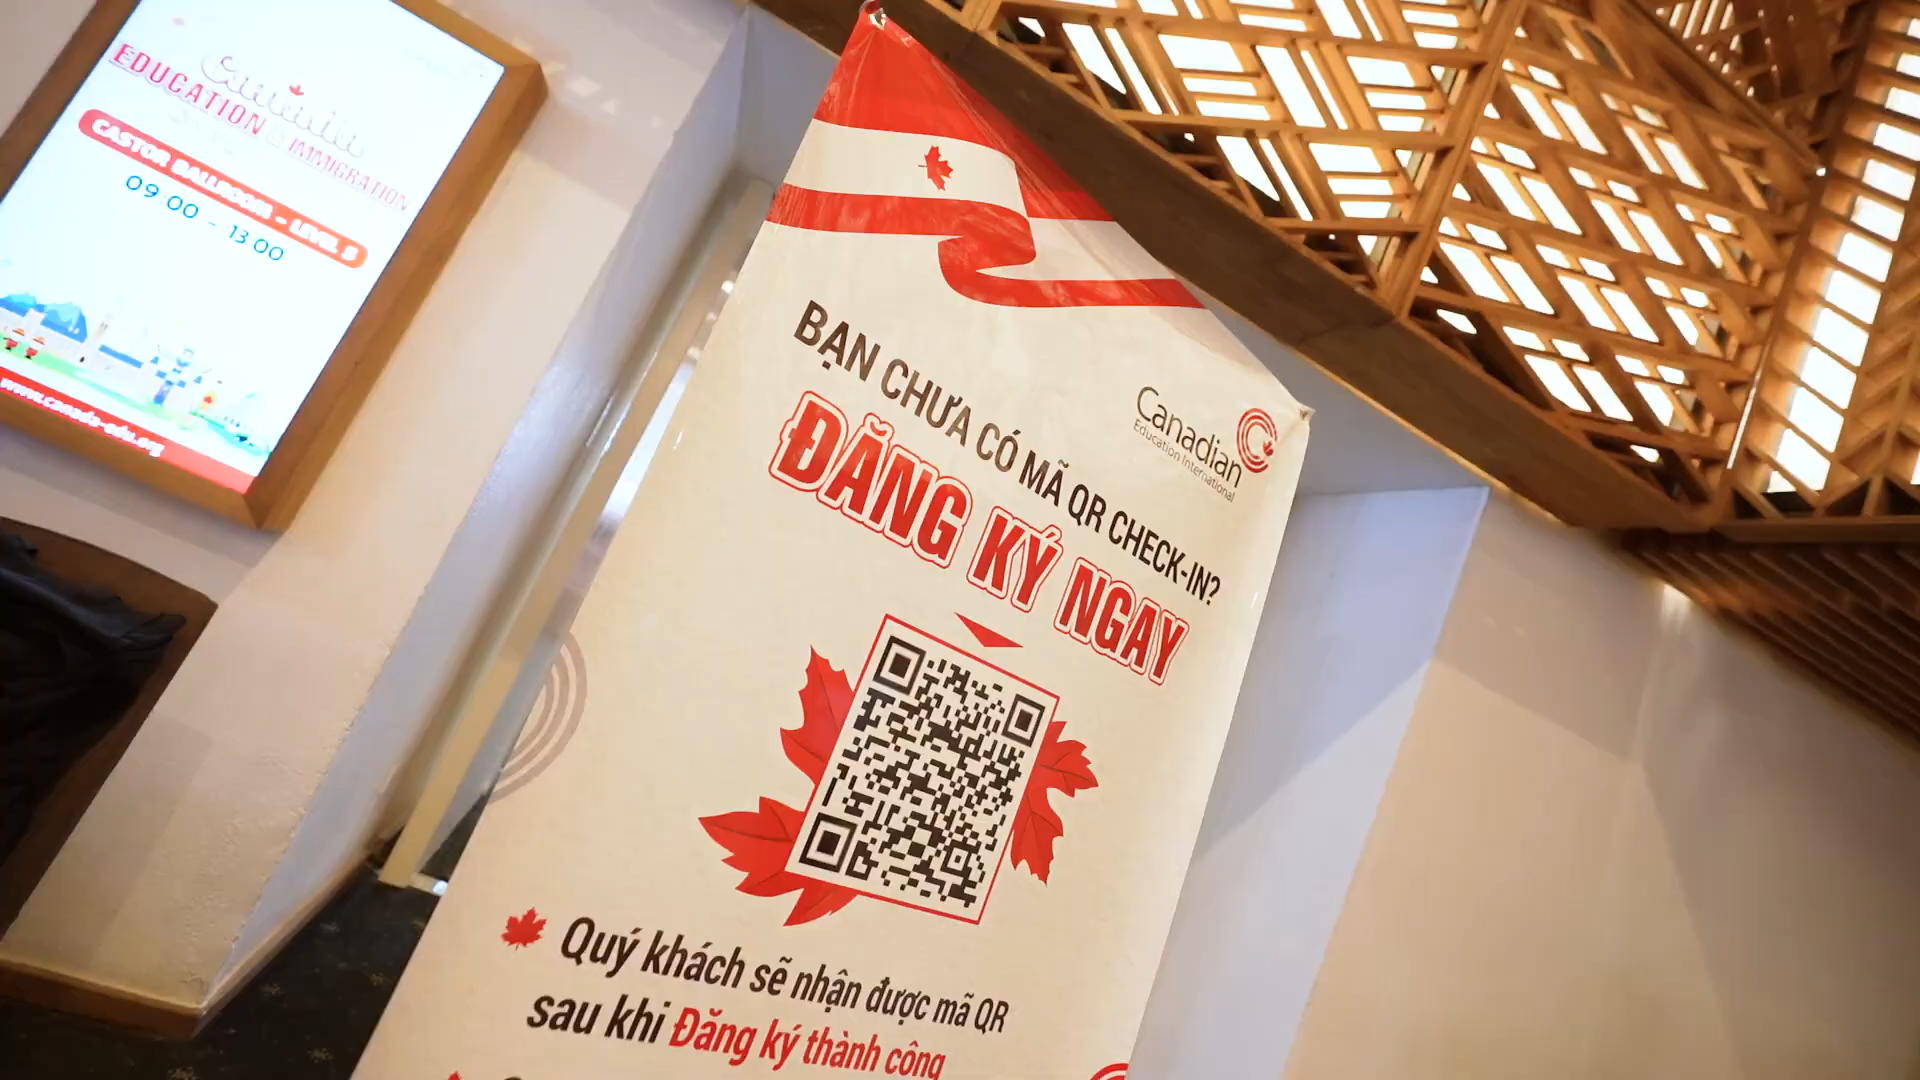 Canadian
EDUCATION & IMMIGRATION
CASTOR BALLROOM - LEVEL 3
09 00 - 13 00
www.canada-edu.org
Canadian
Education International
BẠN CHƯA CÓ MÃ QR CHECK-IN?
ĐĂNG KÝ NGAY
Quý khách sẽ nhận được mã QR
sau khi Đăng ký thành công